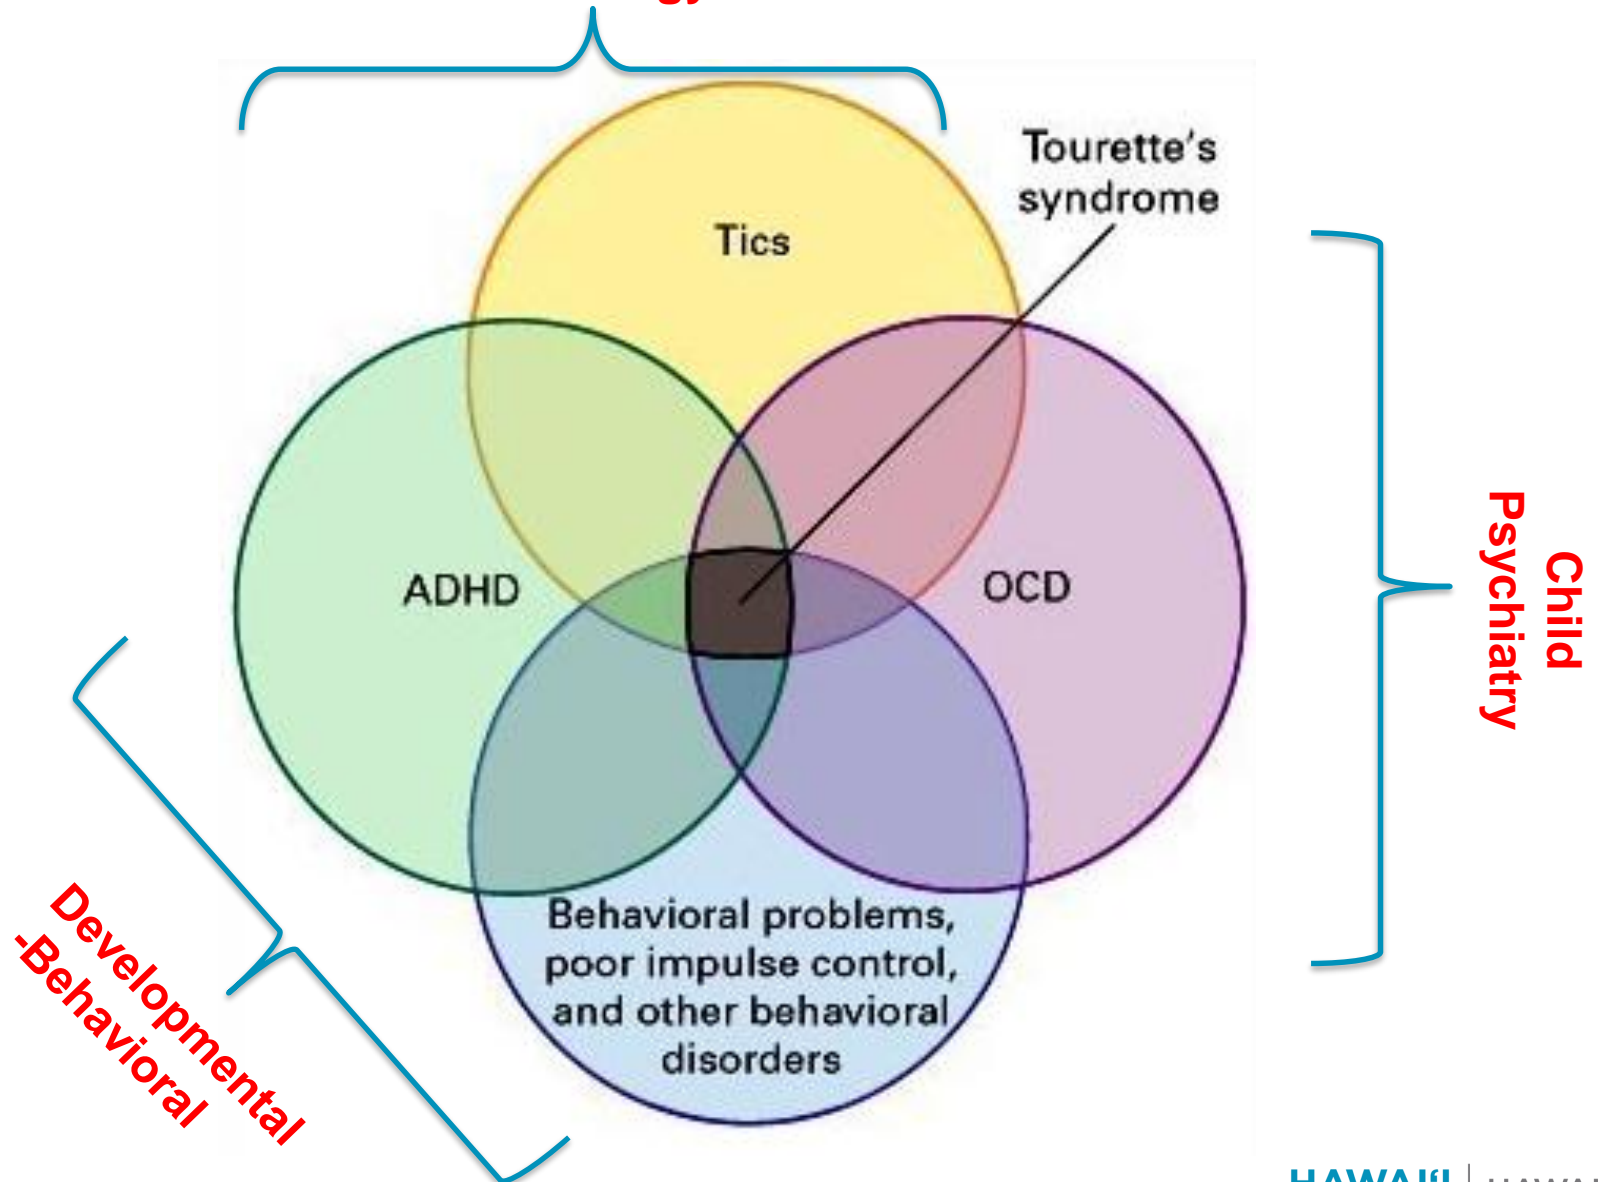 Tourette's
syndrome
Tics
ADHD
OCD
Child
Psychiatry
Developmental
-Behavioral
Behavioral problems,
poor impulse control,
and other behavioral
disorders